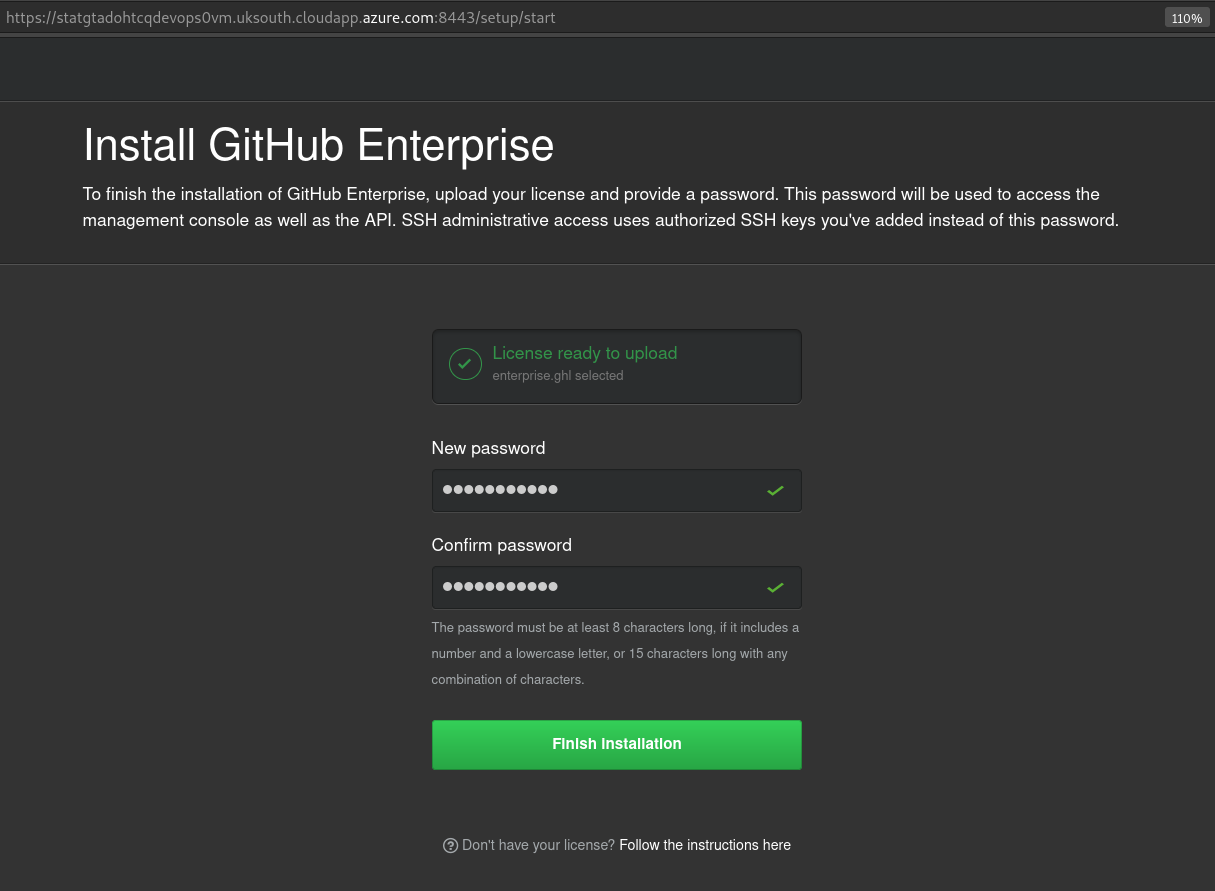 https://statgtadohtcqdevops0vm.uksouth.cloudapp.azure.com:8443/setup/start
110%
Install GitHub Enterprise
To finish the installation of GitHub Enterprise, upload your license and provide a password. This password will be used to access the
management console as well as the API. SSH administrative access uses authorized SSH keys you've added instead of this password.
License ready to upload
enterprise.ghl selected
New password
●●●●●●●●●●●
Confirm password
●●●●●●●●●●●
The password must be at least 8 characters long, if it includes a
number and a lowercase letter, or 15 characters long with any
combination of characters.
Finish installation
Don't have your license? Follow the instructions here